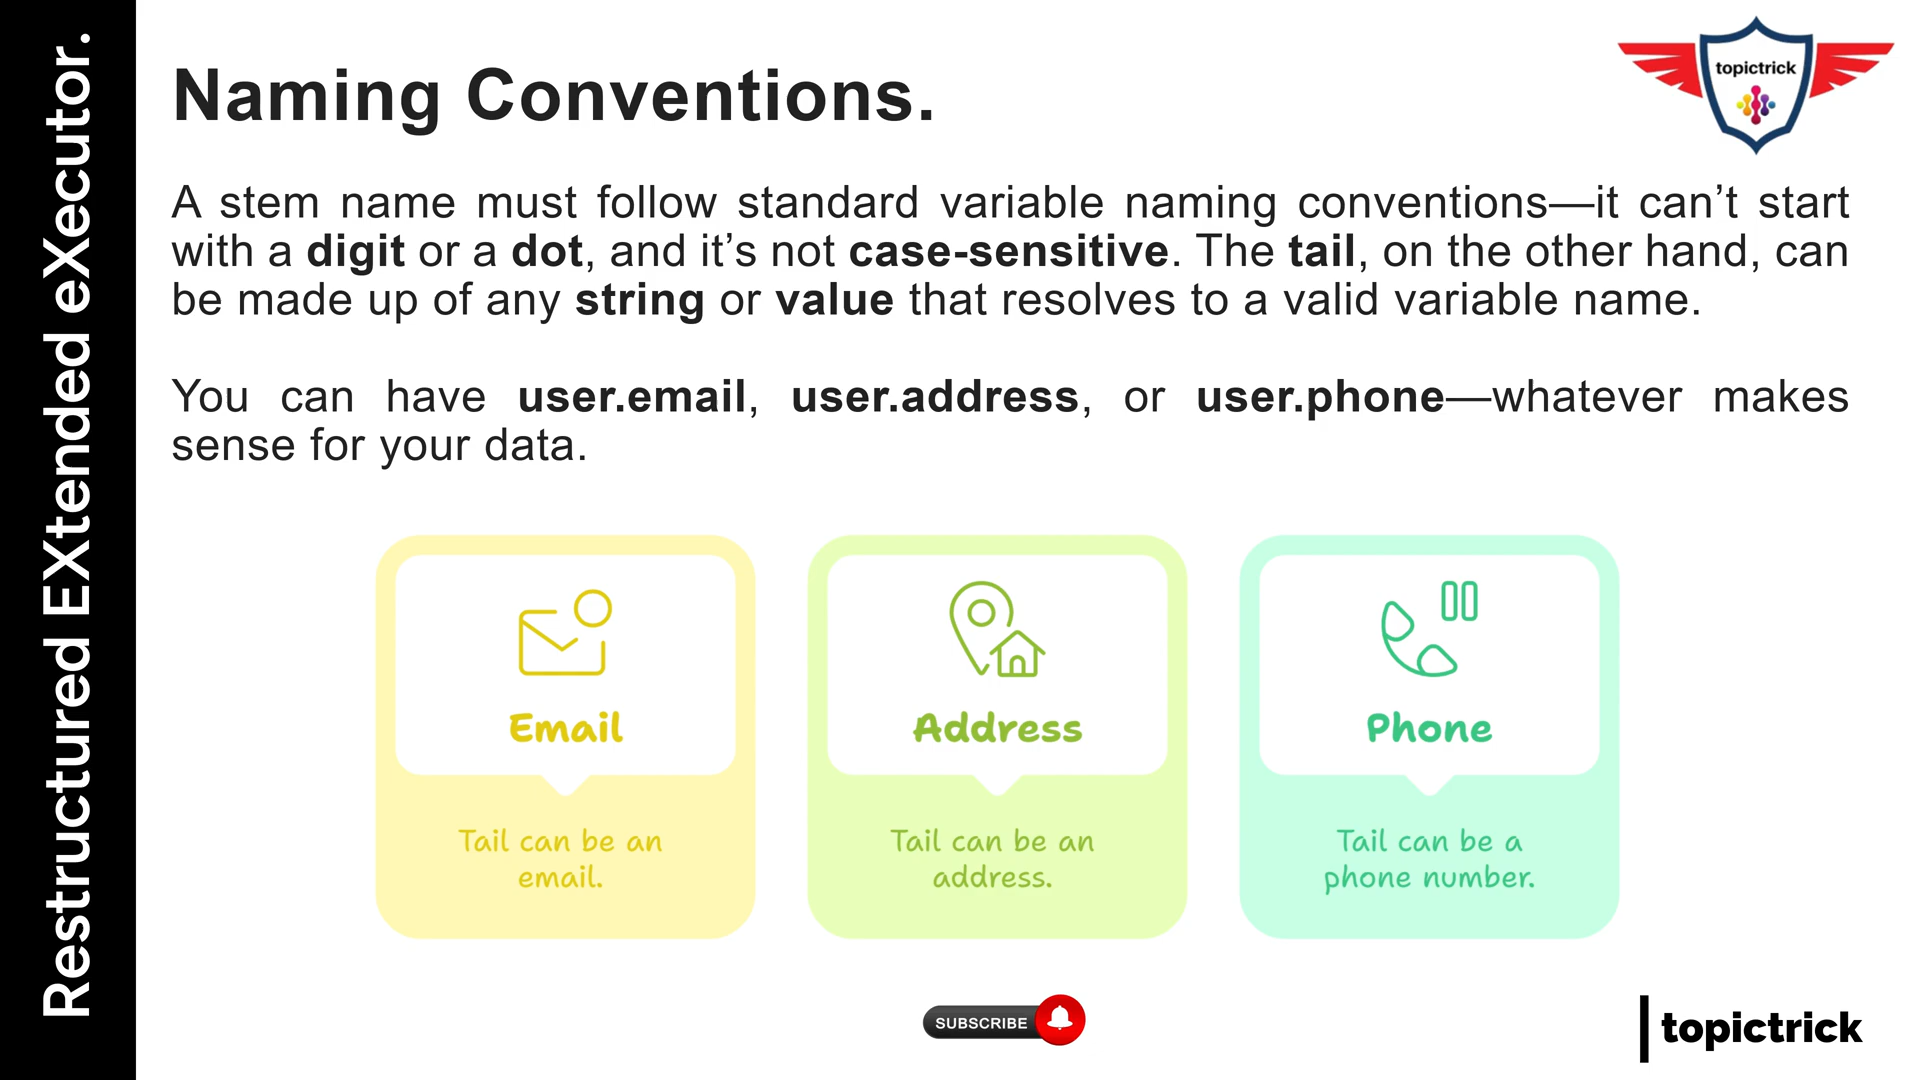 Restructured EXtended eXecutor.
Naming Conventions.
topictrick
A stem name must follow standard variable naming conventions—it can’t start
with a digit or a dot, and it’s not case-sensitive. The tail, on the other hand, can
be made up of any string or value that resolves to a valid variable name.
You can have user.email, user.address, or user.phone—whatever makes
sense for your data.
Email
Tail can be an
email.
Address
Tail can be an
address.
Phone
Tail can be a
phone number.
SUBSCRIBE
topictrick